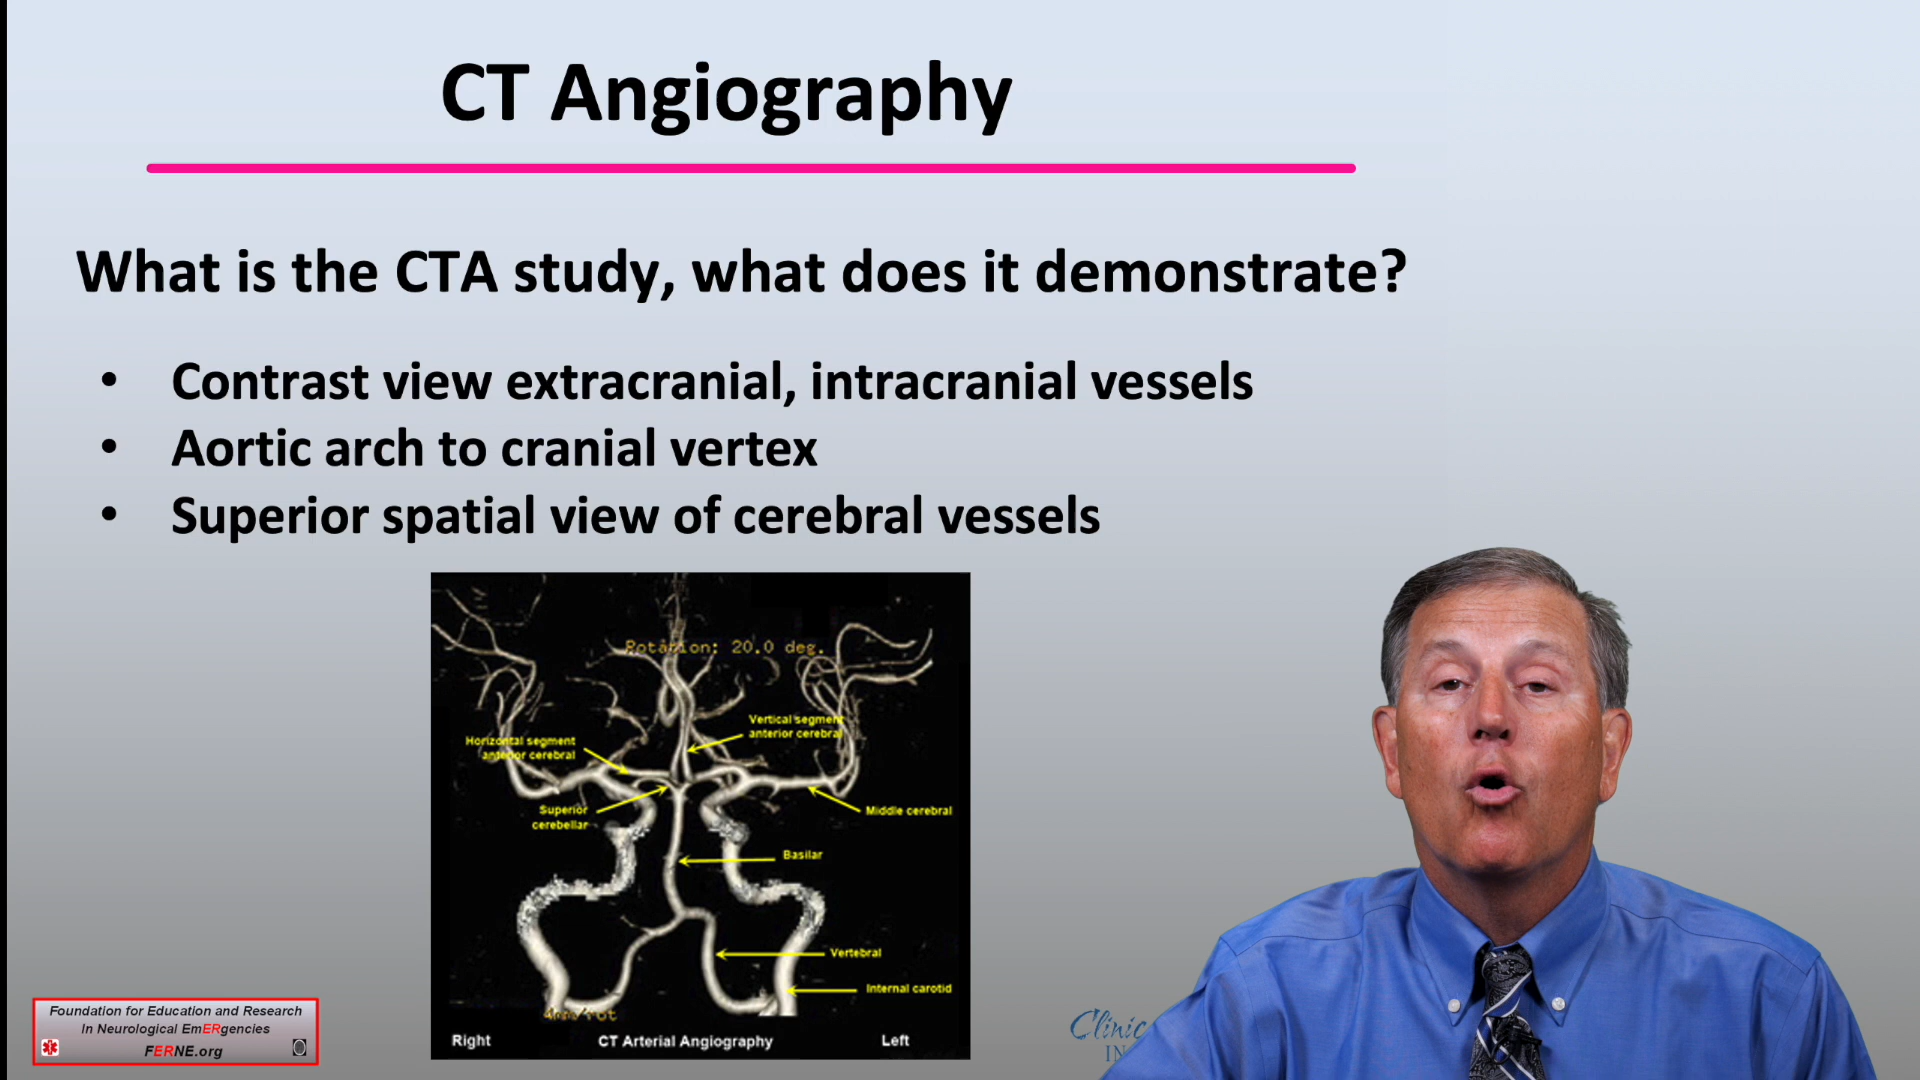 CT Angiography
What is the CTA study, what does it demonstrate?
• Contrast view extracranial, intracranial vessels
• Aortic arch to cranial vertex
• Superior spatial view of cerebral vessels
Rotation: 20.0 deg.
Vertical segment
anterior cerebral
Horizontal segment
anterior cerebral
Superior
cerebellar
Middle cerebral
Basilar
Vertebral
Internal carotid
Right
CT Arterial Angiography
Left
Foundation for Education and Research
In Neurological EmERgencies
FERNE.org
Clinic
IN